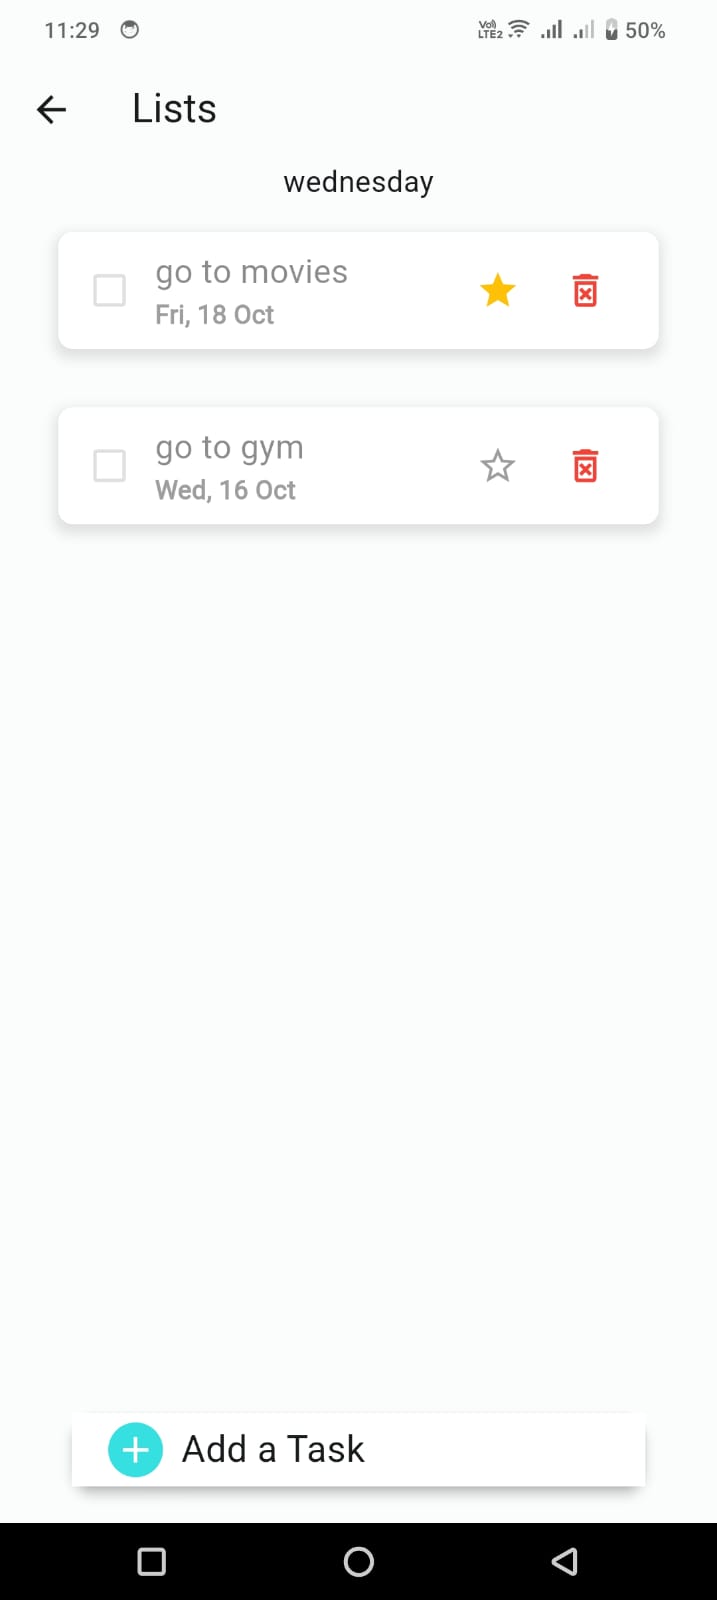 11:29
Vo) LTE2 50%
Lists
wednesday
go to movies
Fri, 18 Oct
go to gym
Wed, 16 Oct
Add a Task